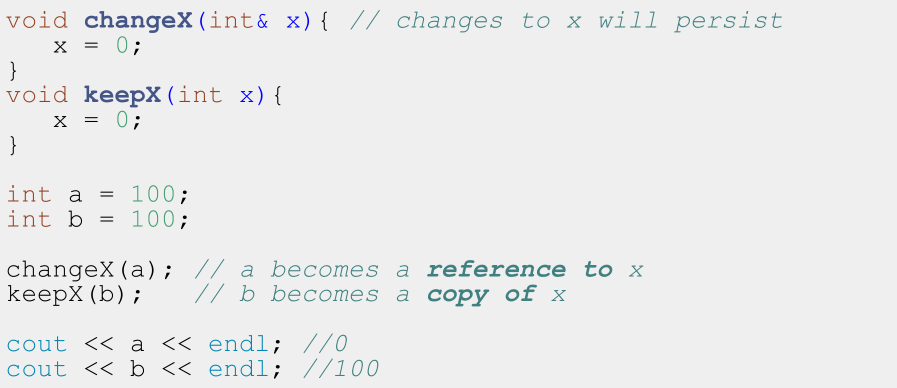 void changeX(int& x){ // changes to x will persist
   x = 0;
}
void keepX(int x){
   x = 0;
}

int a = 100;
int b = 100;

changeX(a); // a becomes a reference to x
keepX(b);   // b becomes a copy of x

cout << a << endl; //0
cout << b << endl; //100